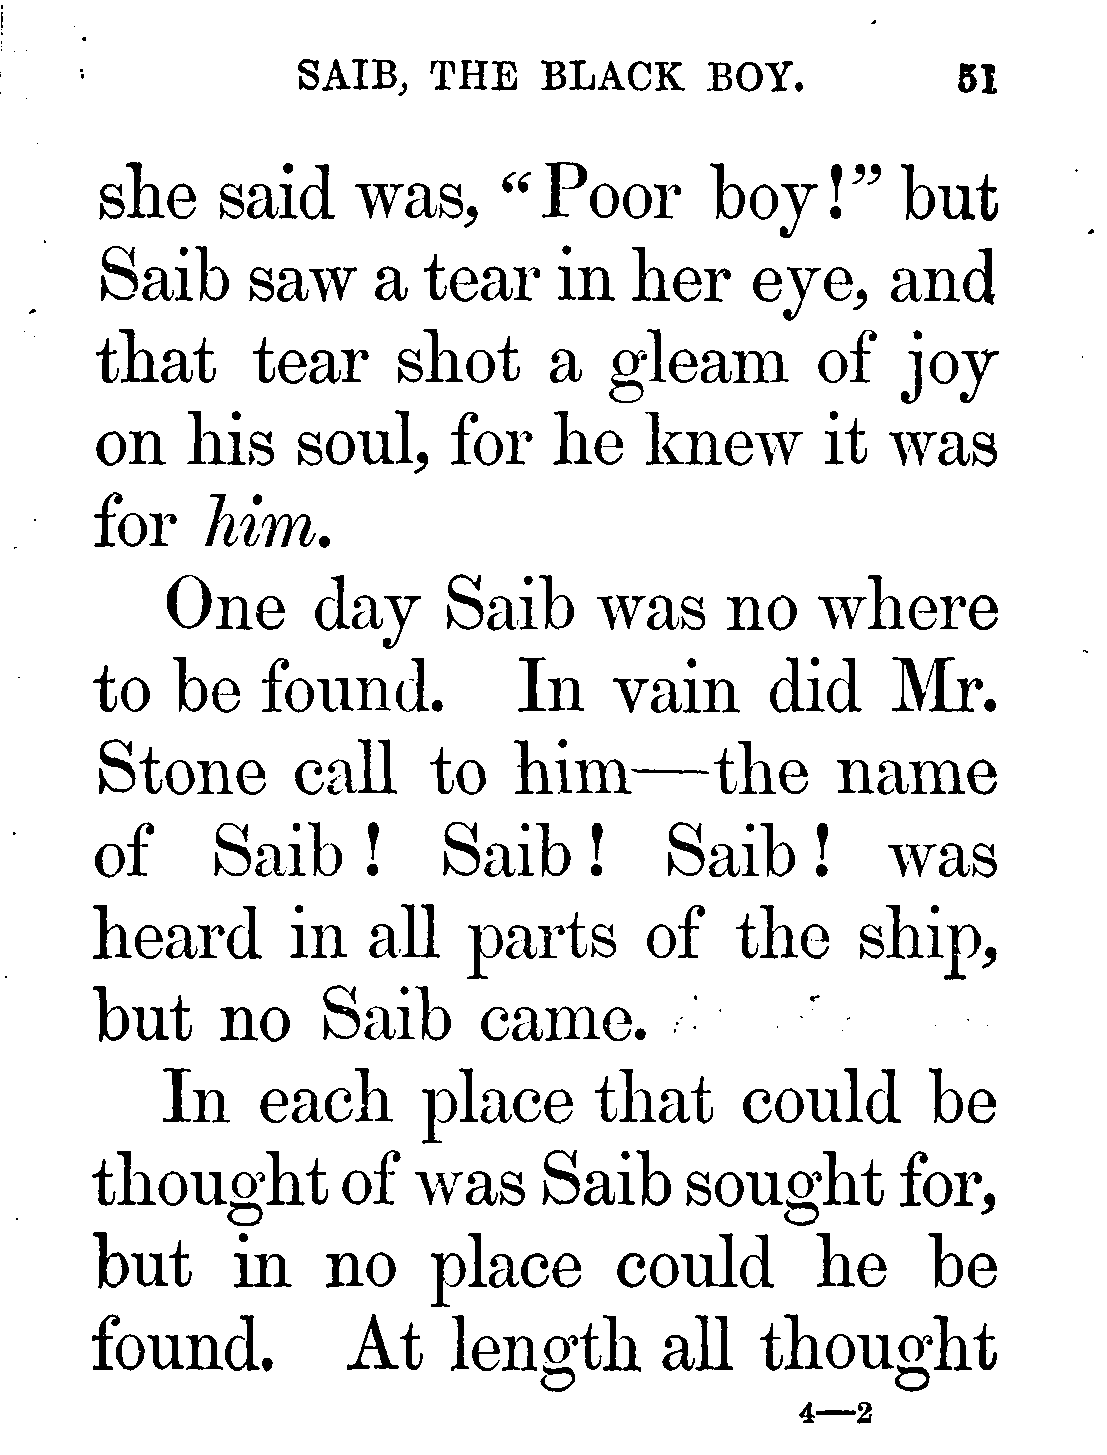 SAIB, THE BLACK BOY. 51
she said was, “Poor boy!” but
Saib saw a tear in her eye, and
that tear shot a gleam of joy
on his soul, for he knew it was
for him.
One day Saib was no where
to be found. In vain did Mr.
Stone call to him—the name
of Saib! Saib! Saib! was
heard in all parts of the ship,
but no Saib came.
In each place that could be
thought of was Saib sought for,
but in no place could he be
found. At length all thought
4—2